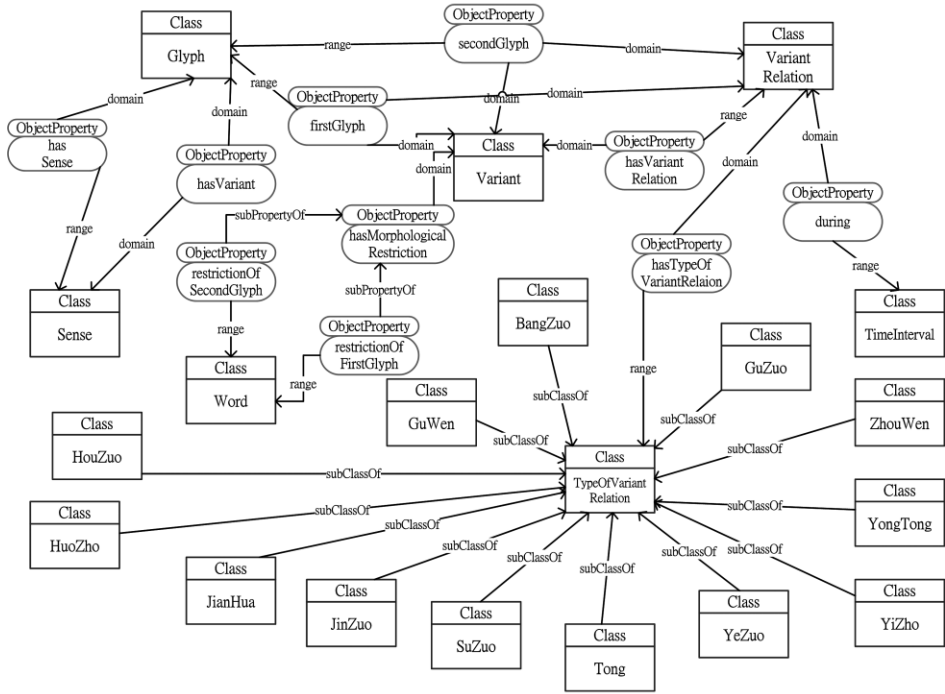 ObjectProperty
secondGlyph
Class
Glyph
Class
Variant
Relation
range
domain
range
domain
domain
ObjectProperty
firstGlyph
domain
domain
ObjectProperty
has
Sense
domain
Class
Variant
domain
ObjectProperty
hasVariant
Relation
range
domain
domain
ObjectProperty
hasVariant
domain
ObjectProperty
during
subPropertyOf
ObjectProperty
hasMorphological
Restriction
range
domain
ObjectProperty
restrictionOf
SecondGlyph
ObjectProperty
hasTypeOf
VariantRelaion
range
subPropertyOf
Class
Sense
Class
BangZuo
Class
TimeInterval
range
ObjectProperty
restrictionOf
FirstGlyph
Class
GuZuo
Class
Word
range
range
Class
GuWen
subClassOf
Class
ZhouWen
Class
HouZuo
subClassOf
subClassOf
subClassOf
Class
TypeOfVariant
Relation
subClassOf
Class
HuoZho
subClassOf
subClassOf
Class
YongTong
subClassOf
subClassOf
subClassOf
subClassOf
subClassOf
subClassOf
Class
JianHua
Class
JinZuo
Class
SuZuo
Class
Tong
Class
YeZuo
Class
YiZho